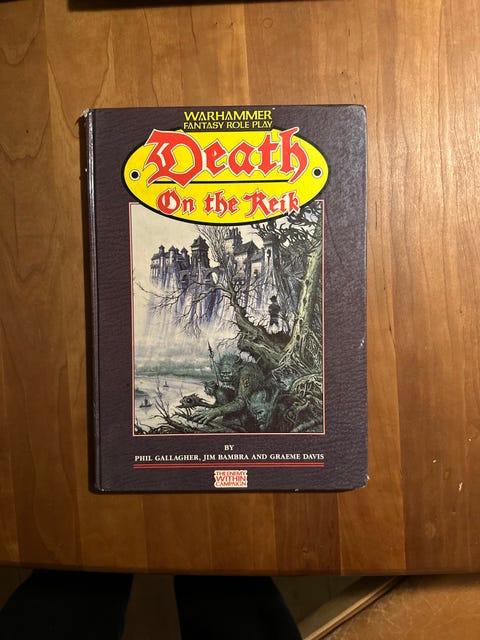 WARHAMMER
FANTASY ROLE PLAY
Death
On the Reik
BY
PHIL GALLAGHER, JIM BAMBRA AND GRAEME DAVIS
THE ENEMY
WITHIN
CAMPAIGN